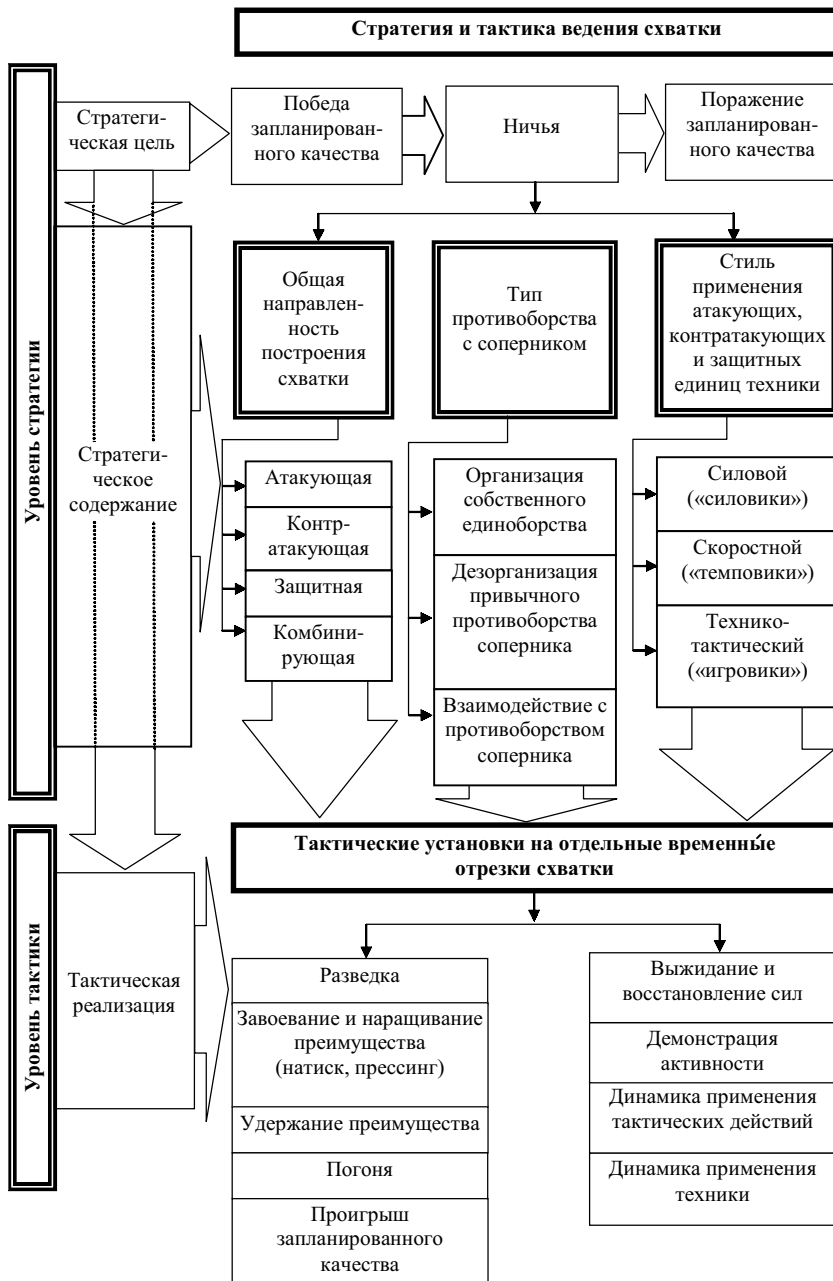 Стратегия и тактика ведения схватки
Уровень стратегии
Стратеги-
ческая цель
Победа
запланирован-
ного качества
Ничья
Поражение
запланирован-
ного качества
Стратеги-
ческое
содержание
Общая
направлен-
ность
построения
схватки
Тип
противоборства
с соперником
Стиль
применения
атакующих,
контратакующих
и защитных
единиц техники
Атакующая
Контр-
атакующая
Защитная
Комбини-
рующая
Организация
собственного
единоборства
Дезорганизация
привычного
противоборства
соперника
Взаимодействие с
противоборством
соперника
Силовой
(«силовики»)
Скоростной
(«темповики»)
Технико-
тактический
(«игровики»)
Уровень тактики
Тактическая
реализация
Тактические установки на отдельные временны́е
отрезки схватки
Разведка
Завоевание и наращивание
преимущества
(натиск, прессинг)
Удержание преимущества
Погоня
Проигрыш
запланированного
качества
Выжидание и
восстановление сил
Демонстрация
активности
Динамика применения
тактических действий
Динамика применения
техники